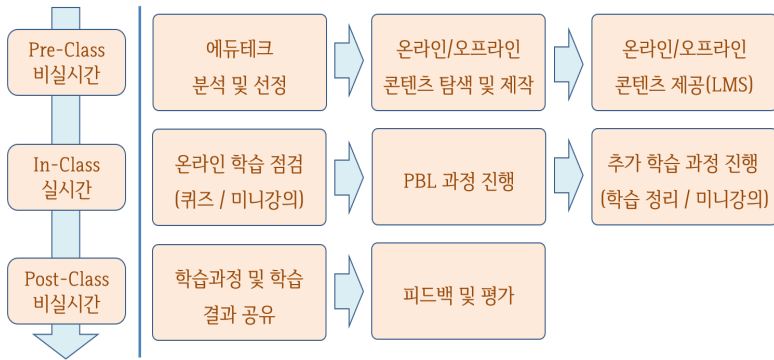 Pre-Class
비실시간
에듀테크
분석 및 선정
온라인/오프라인
콘텐츠 탐색 및 제작
온라인/오프라인
콘텐츠 제공(LMS)
In-Class
실시간
온라인 학습 점검
(퀴즈 / 미니강의)
PBL 과정 진행
추가 학습 과정 진행
(학습 정리 / 미니강의)
Post-Class
비실시간
학습과정 및 학습
결과 공유
피드백 및 평가